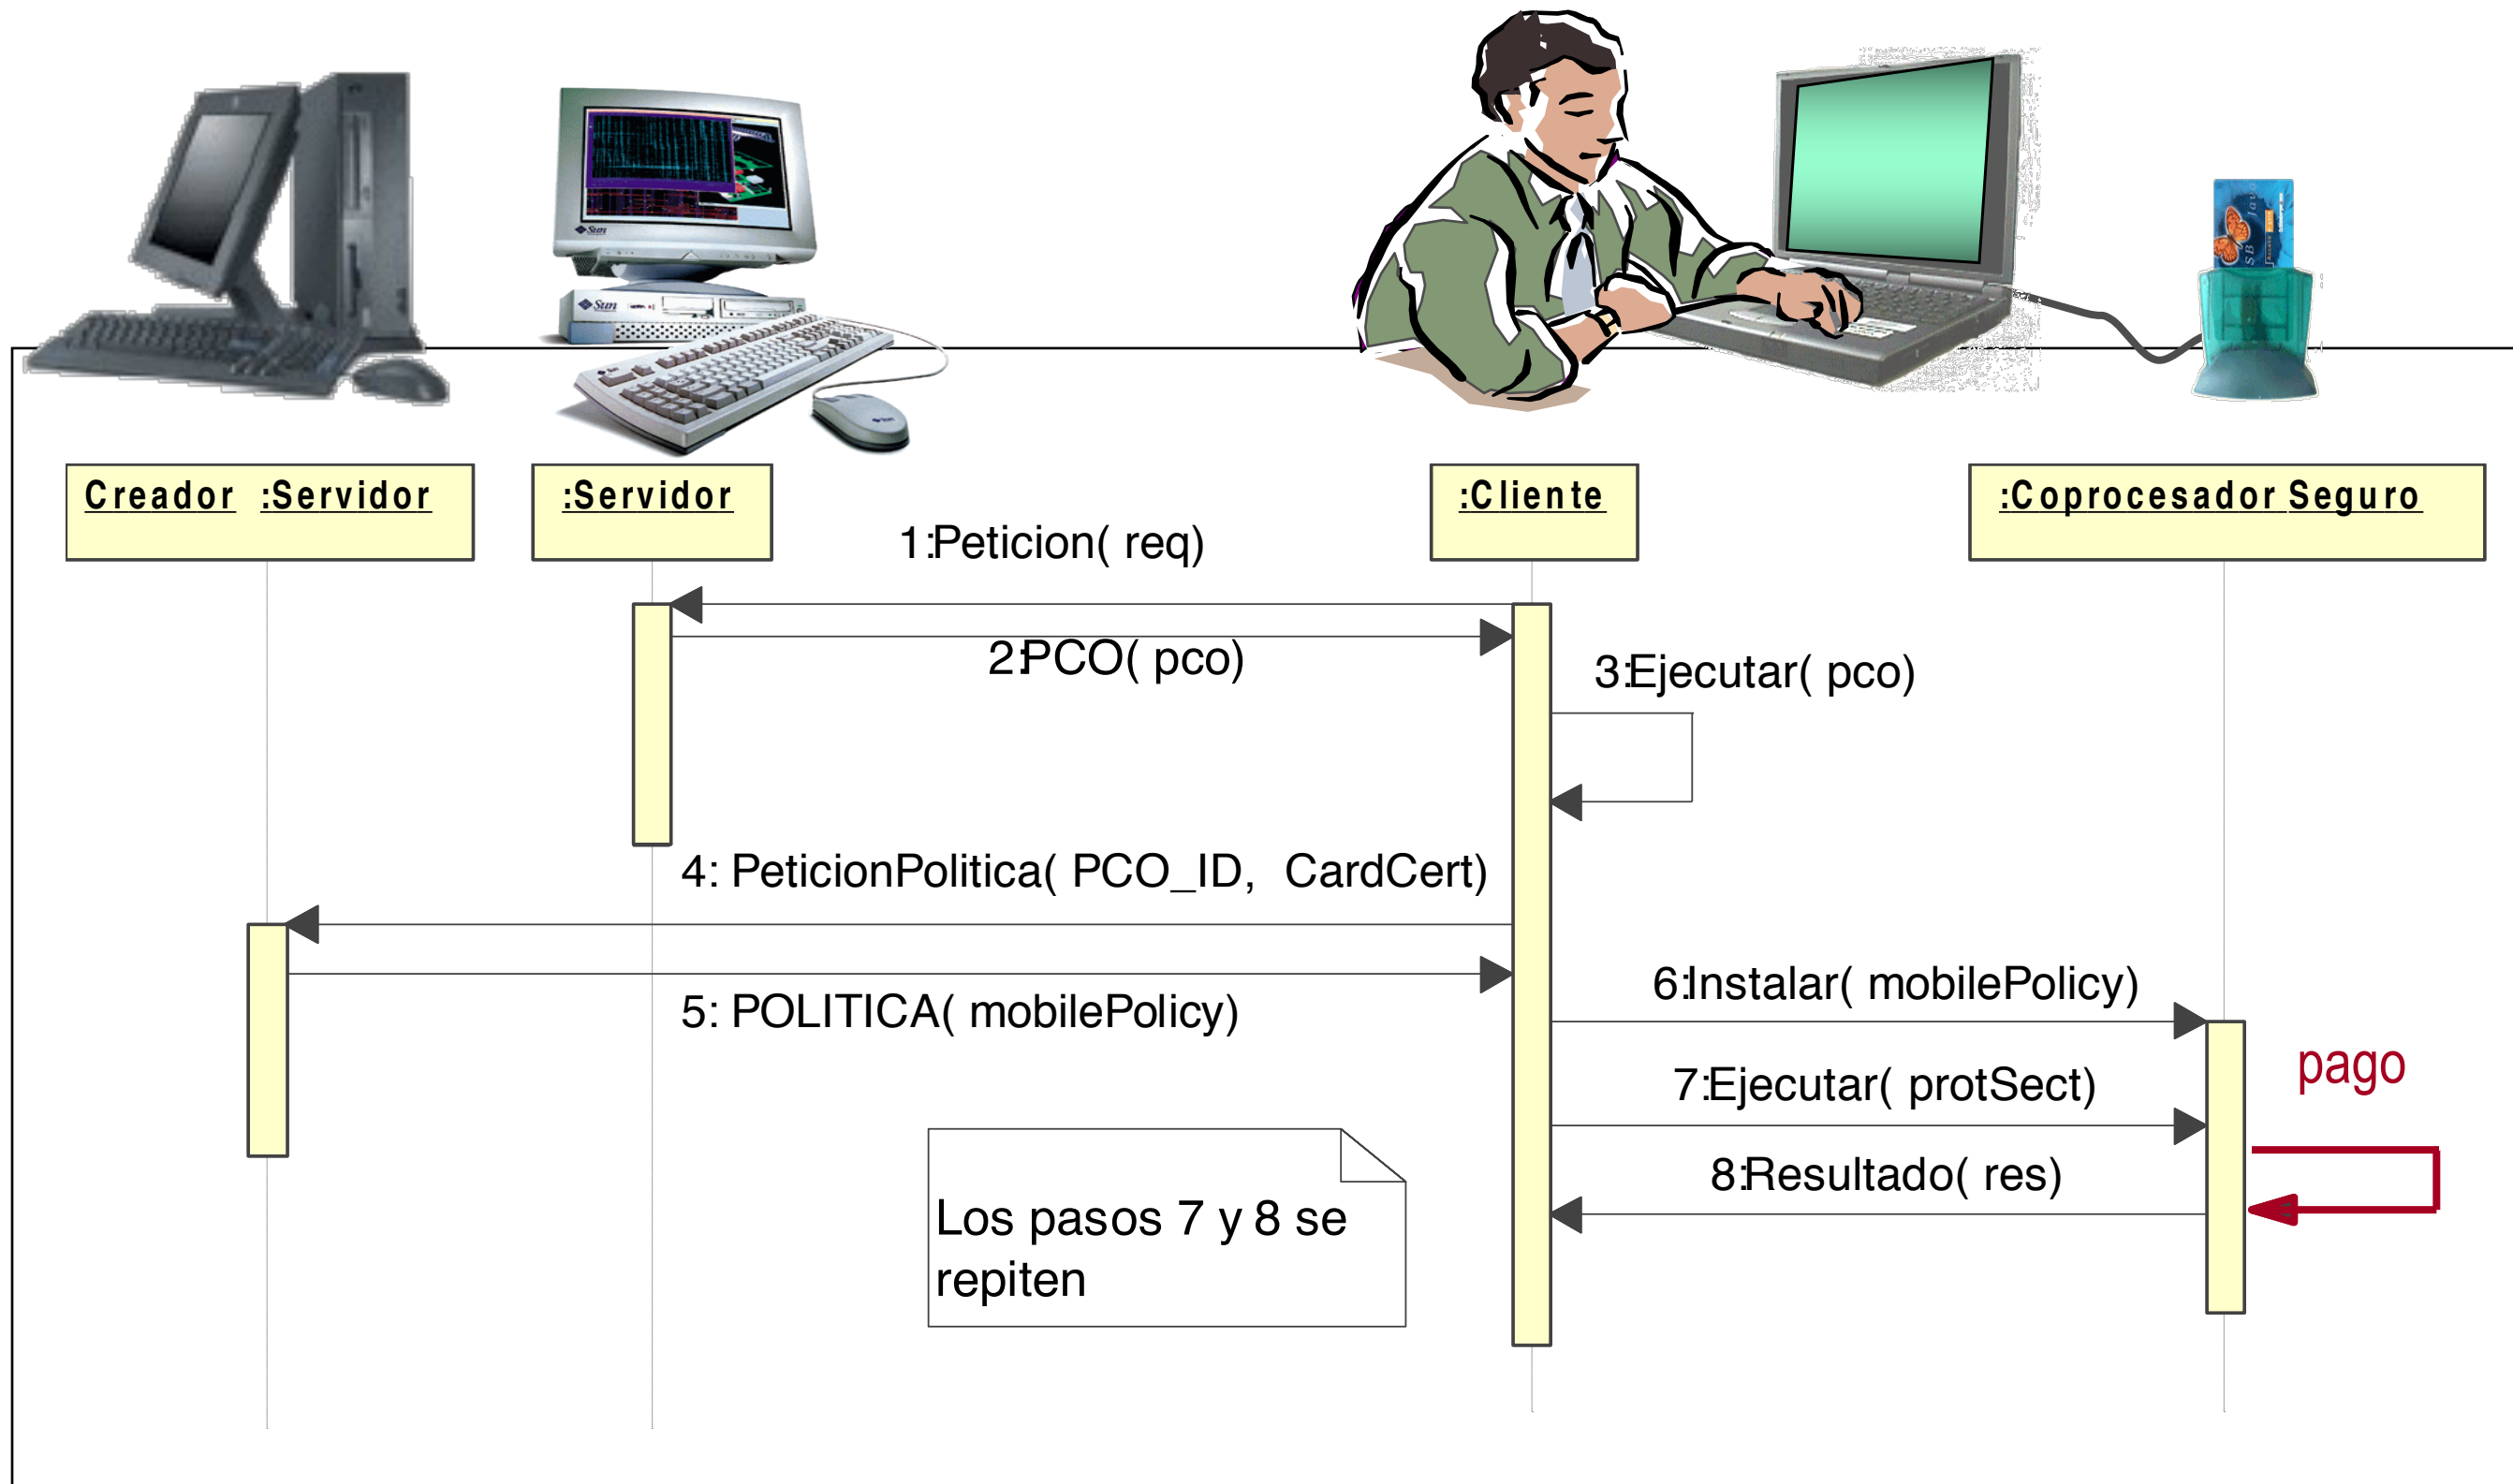 Sun
Sun
Creador :Servidor
:Servidor
:Cliente
:Coprocesador Seguro
1:Peticion( req)
2:PCO( pco)
3:Ejecutar( pco)
4: PeticionPolitica( PCO_ID, CardCert)
5: POLITICA( mobilePolicy)
6:Instalar( mobilePolicy)
pago
7:Ejecutar( protSect)
8:Resultado( res)
Los pasos 7 y 8 se
repiten